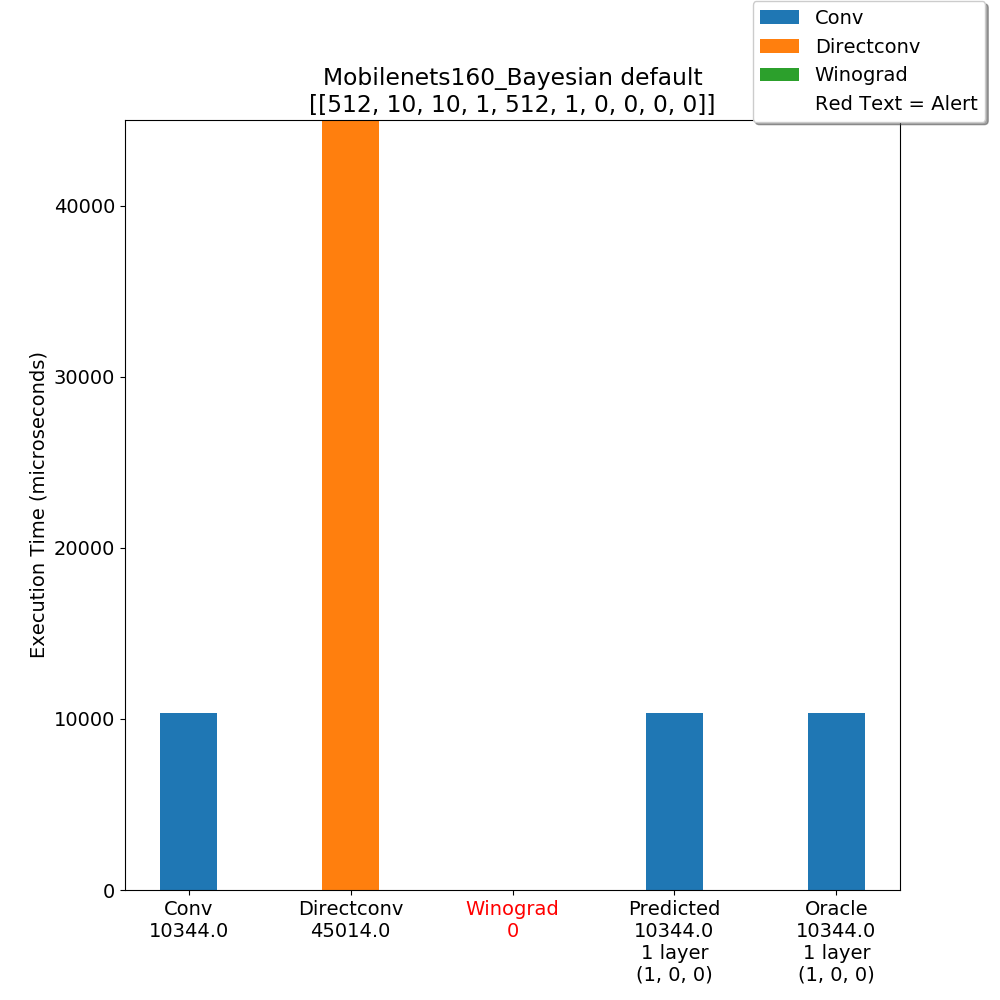 Conv
Directconv
Winograd
Red Text = Alert
Mobilenets160_Bayesian default
[[512, 10, 10, 1, 512, 1, 0, 0, 0, 0]]
Execution Time (microseconds)
40000
30000
20000
10000
0
Conv
10344.0
Directconv
45014.0
Winograd
0
Predicted
10344.0
1 layer
(1, 0, 0)
Oracle
10344.0
1 layer
(1, 0, 0)